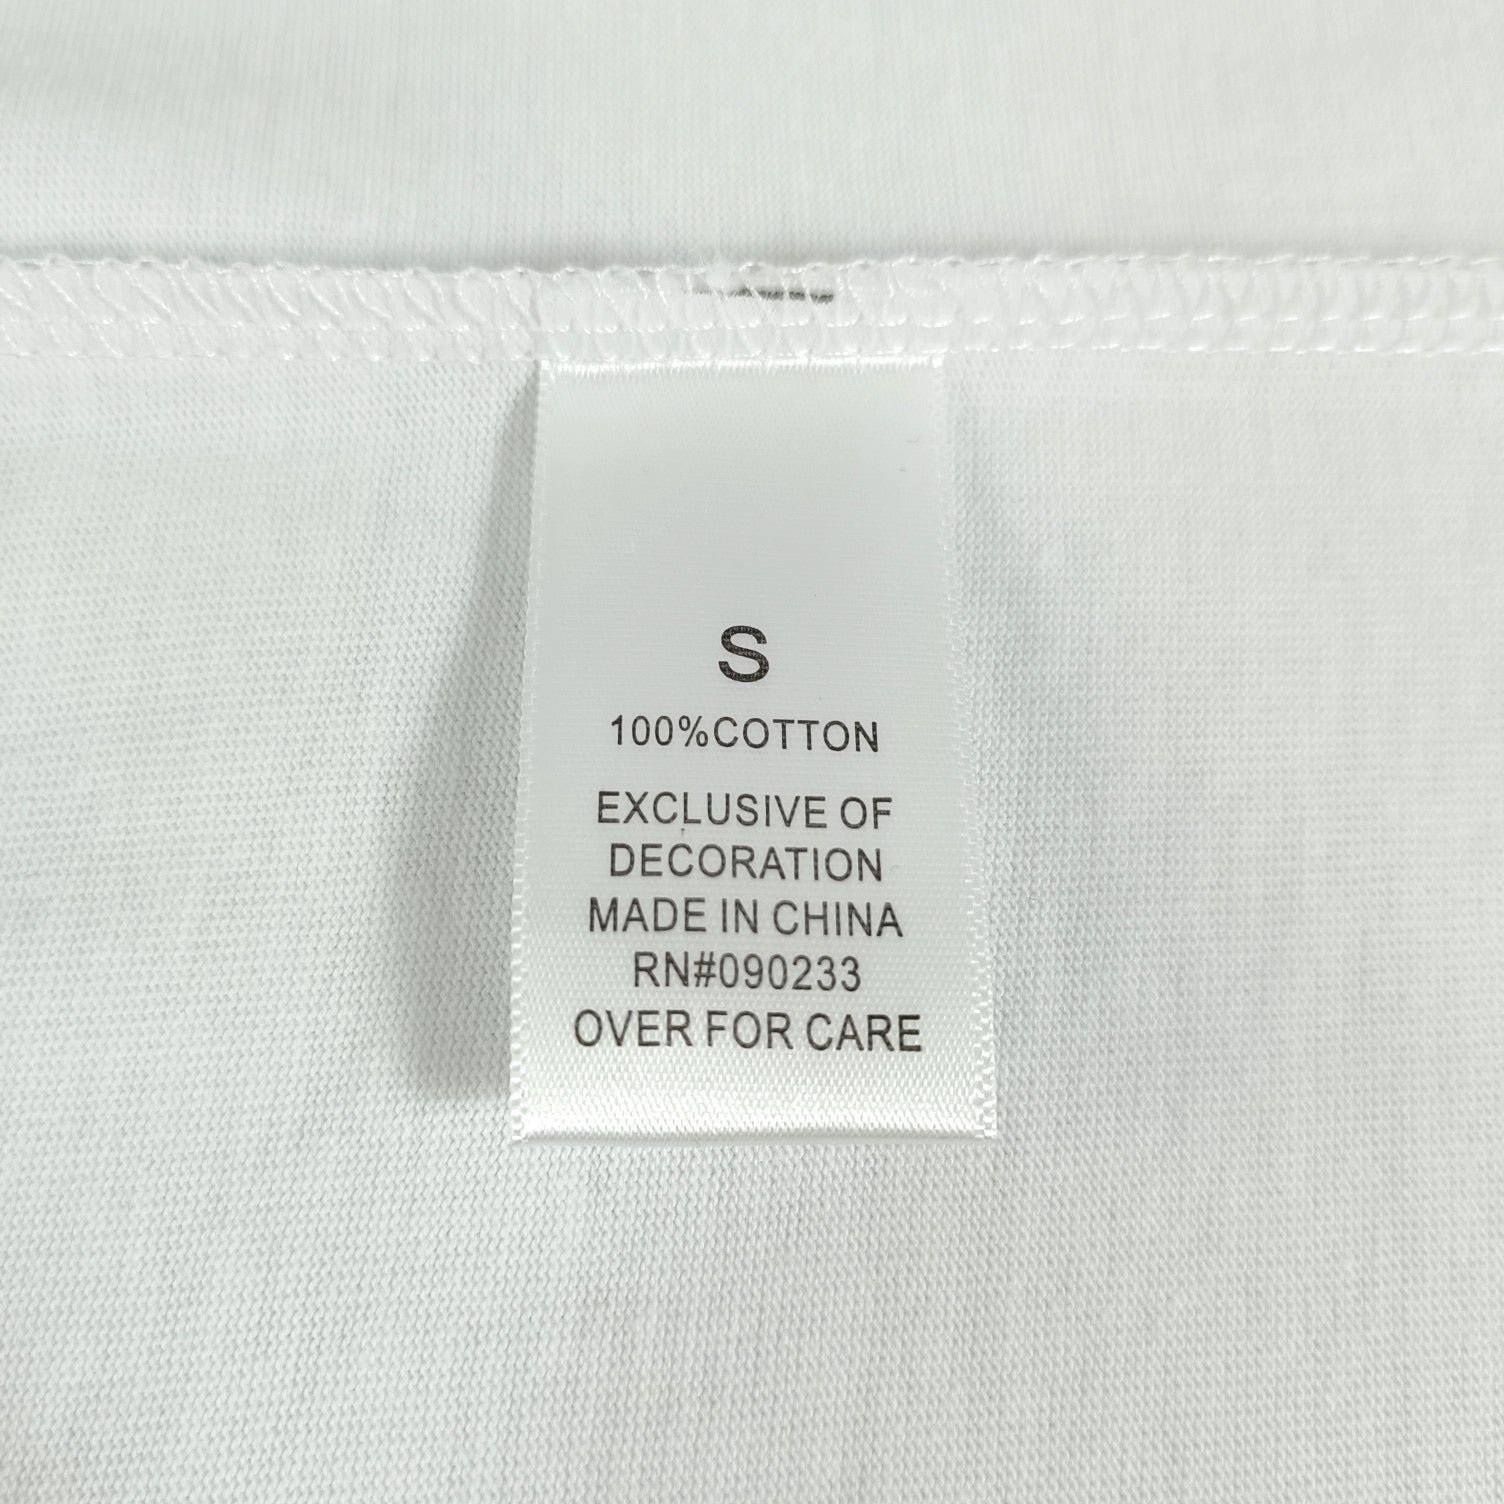 S
100%COTTON
EXCLUSIVE OF
DECORATION
MADE IN CHINA
RN#090233
OVER FOR CARE